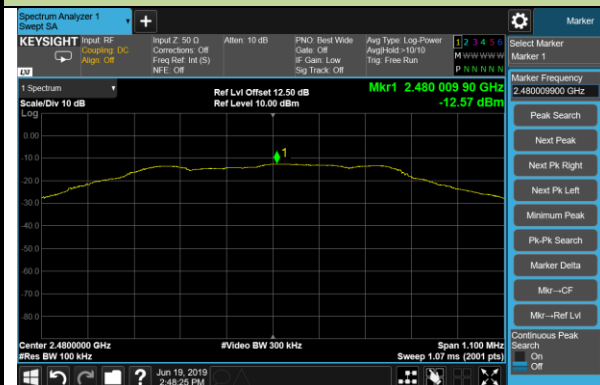 Spectrum Analyzer 1
Swept SA
Marker
KEYSIGHT
Input: RF
Coupling: DC
Align: Off
Input Z: 50 Ω
Corrections: Off
Freq Ref: Int (S)
NFE: Off
Atten: 10 dB
PNO: Best Wide
Gate: Off
IF Gain: Low
Sig Track: Off
Avg Type: Log-Power
Avg|Hold:>10/10
Trig: Free Run
1 2 3 4 5 6
M W W W W W
P N N N N N
LXI
Select Marker
Marker 1
1 Spectrum
Scale/Div 10 dB
Log
Ref Lvl Offset 12.50 dB
Ref Level 10.00 dBm
Mkr1 2.480 009 90 GHz
-12.57 dBm
0.00
-10.0
-20.0
-30.0
-40.0
-50.0
-60.0
-70.0
-80.0
1
Center 2.4800000 GHz
#Res BW 100 kHz
#Video BW 300 kHz
Span 1.100 MHz
Sweep 1.07 ms (2001 pts)
Marker Frequency
2.480009900 GHz
Peak Search
Next Peak
Next Pk Right
Next Pk Left
Minimum Peak
Pk-Pk Search
Marker Delta
Mkr→CF
Mkr→Ref Lvl
Continuous Peak
Search
On
Off
Jun 19, 2019
2:48:25 PM